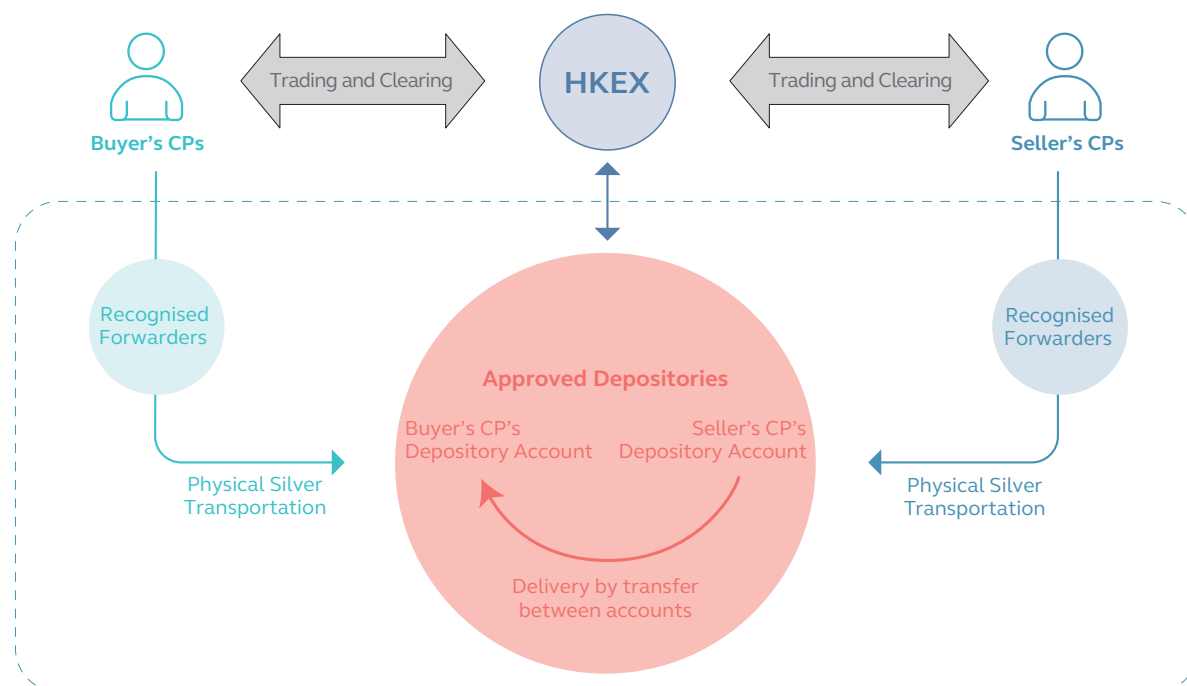 Trading and Clearing
HKEX
Trading and Clearing
Buyer’s CPs
Seller’s CPs
Recognised
Forwarders
Recognised
Forwarders
Approved Depositories
Buyer’s CP’s
Depository Account
Seller’s CP’s
Depository Account
Physical Silver
Transportation
Physical Silver
Transportation
Delivery by transfer
between accounts